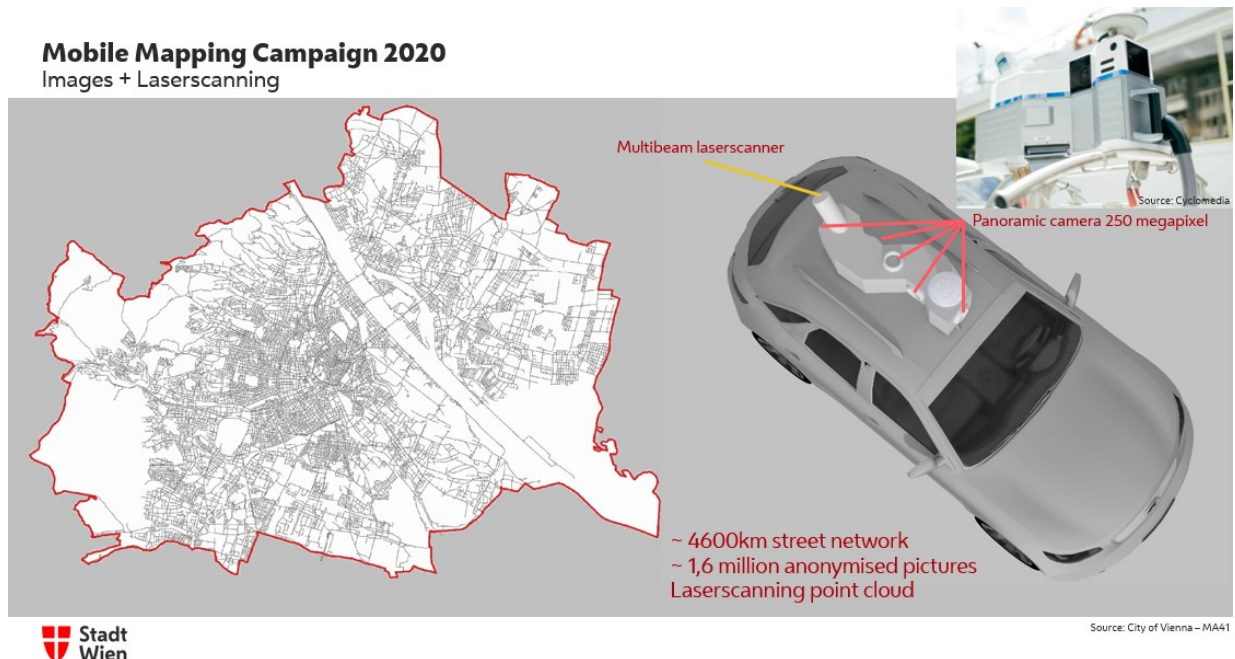 Mobile Mapping Campaign 2020
Images + Laserscanning
Multibeam laserscanner
Source: Cyclomedia
Panoramic camera 250 megapixel
~ 4600km street network
~ 1,6 million anonymised pictures
Laserscanning point cloud
Source: City of Vienna – MA41
Stadt
Wien